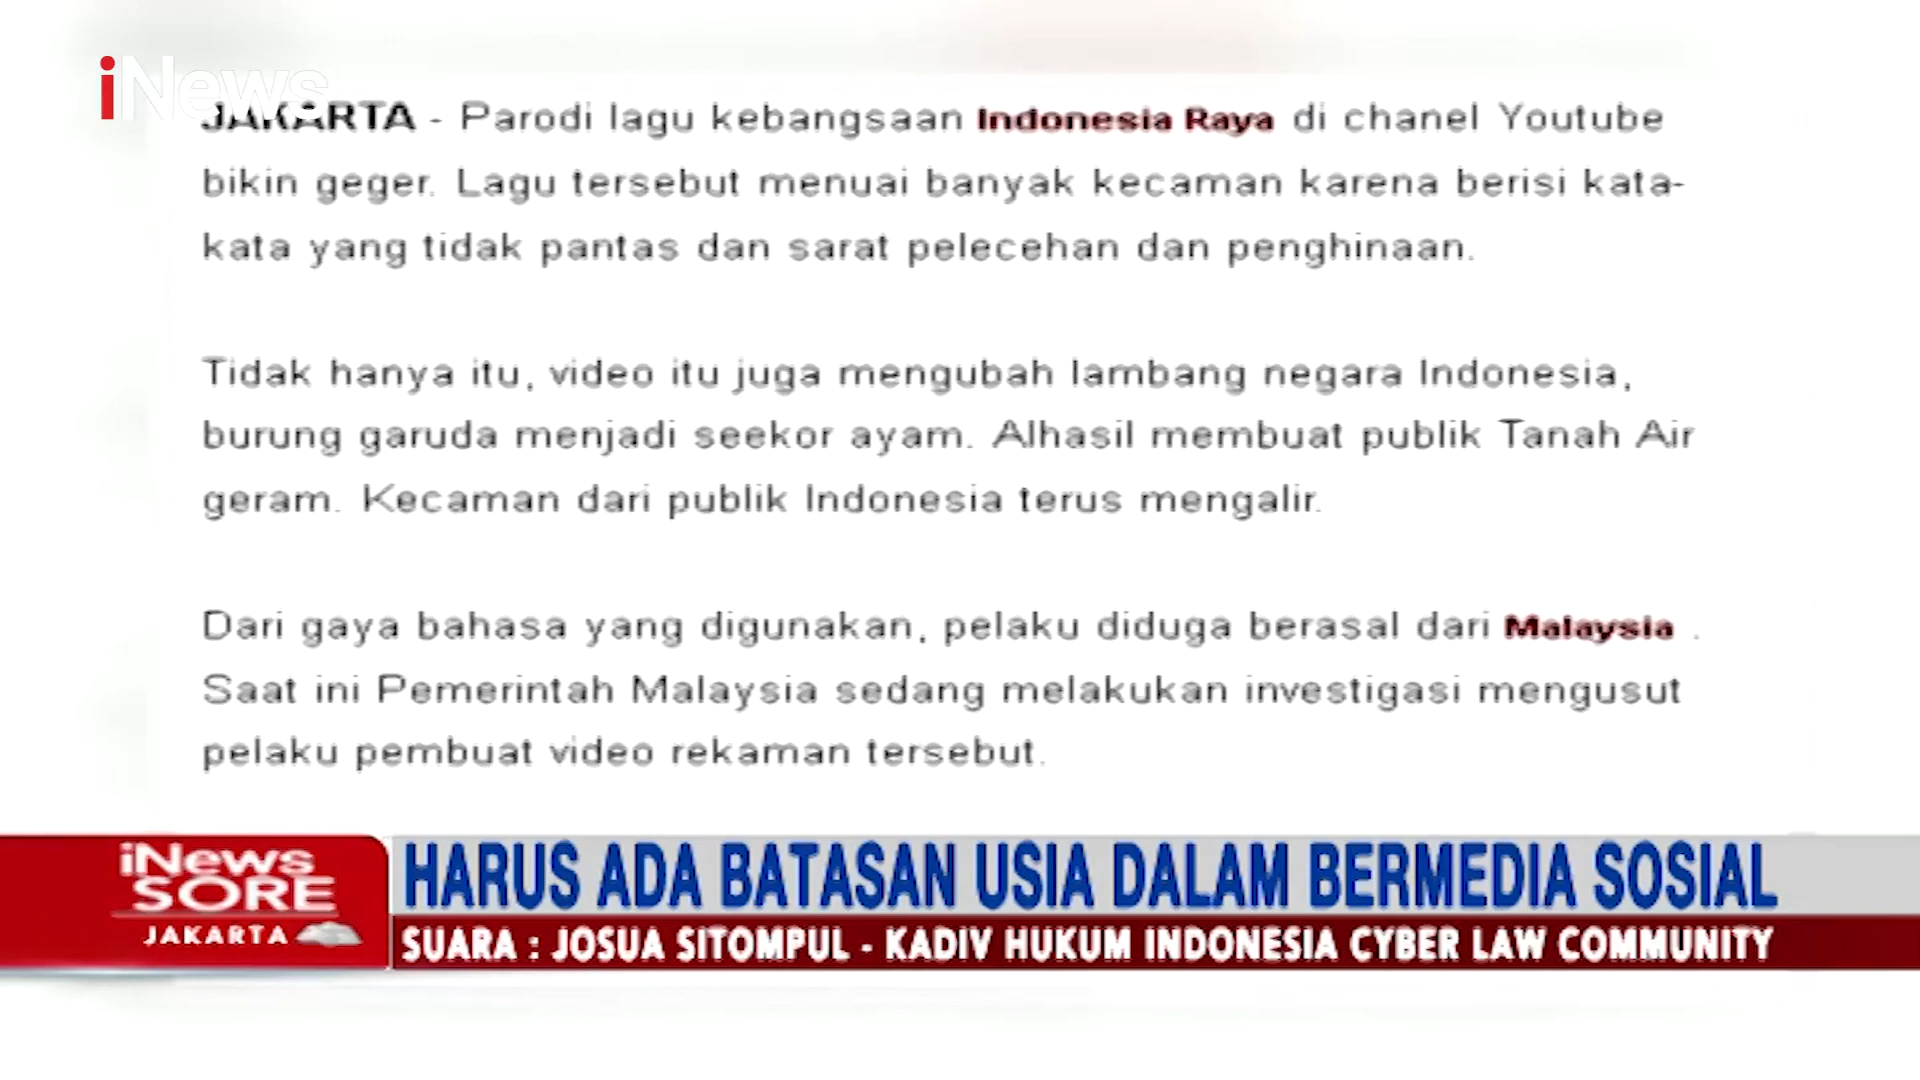 iNews
JAKARTA - Parodi lagu kebangsaan Indonesia Raya di chanel Youtube
bikin geger. Lagu tersebut menuai banyak kecaman karena berisi kata-
kata yang tidak pantas dan sarat pelecehan dan penghinaan.
Tidak hanya itu, video itu juga mengubah lambang negara Indonesia,
burung garuda menjadi seekor ayam. Alhasil membuat publik Tanah Air
geram. Kecaman dari publik Indonesia terus mengalir.
Dari gaya bahasa yang digunakan, pelaku diduga berasal dari Malaysia .
Saat ini Pemerintah Malaysia sedang melakukan investigasi mengusut
pelaku pembuat video rekaman tersebut.
iNews
SORE
JAKARTA
HARUS ADA BATASAN USIA DALAM BERMEDIA SOSIAL
SUARA : JOSUA SITOMPUL - KADIV HUKUM INDONESIA CYBER LAW COMMUNITY